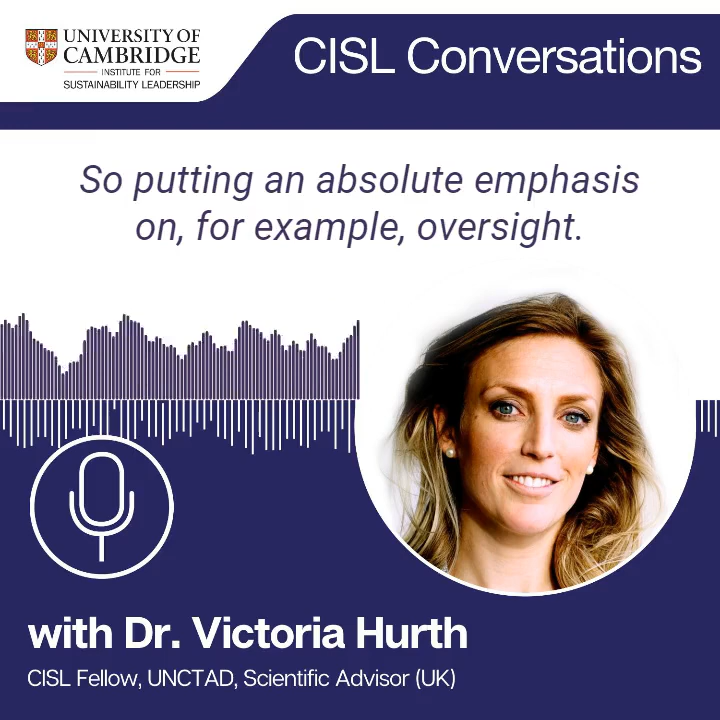 UNIVERSITY OF
CAMBRIDGE
INSTITUTE FOR
SUSTAINABILITY LEADERSHIP
CISL Conversations
So putting an absolute emphasis
on, for example, oversight.
with Dr. Victoria Hurth
CISL Fellow, UNCTAD, Scientific Advisor (UK)